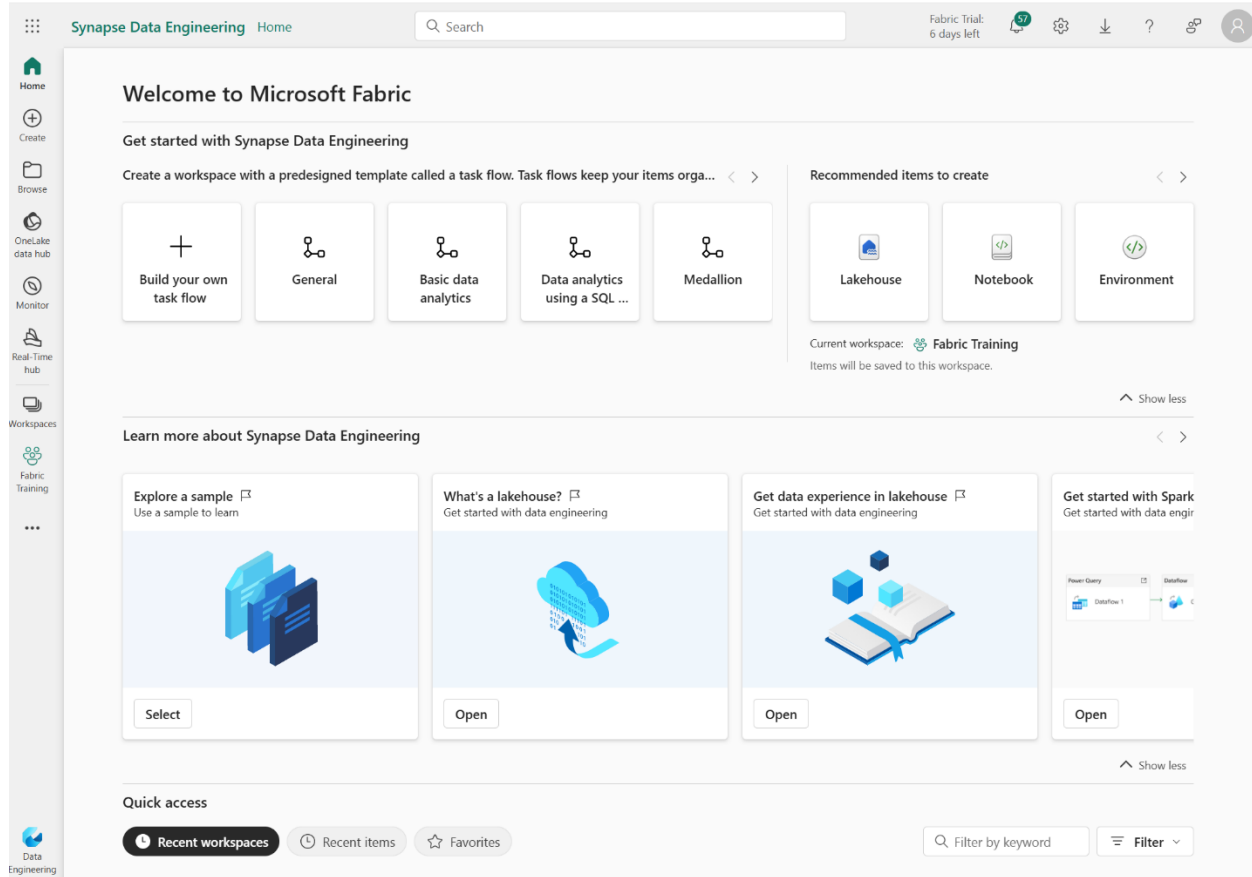 Synapse Data Engineering Home
Search
Fabric Trial:
6 days left
57
Home
Create
Browse
OneLake
data hub
Monitor
Real-Time
hub
Workspaces
Fabric
Training
Data
Engineering
Welcome to Microsoft Fabric
Get started with Synapse Data Engineering
Create a workspace with a predesigned template called a task flow. Task flows keep your items orga...
Build your own
task flow
General
Basic data
analytics
Data analytics
using a SQL ...
Medallion
Recommended items to create
Lakehouse
Notebook
Environment
Current workspace: Fabric Training
Items will be saved to this workspace.
Show less
Learn more about Synapse Data Engineering
Explore a sample
Use a sample to learn
Select
What's a lakehouse?
Get started with data engineering
Open
Get data experience in lakehouse
Get started with data engineering
Open
Get started with Spark
Get started with data engir
Power Query
Dataflow 1
Dataflow
Open
Show less
Quick access
Recent workspaces
Recent items
Favorites
Filter by keyword
Filter